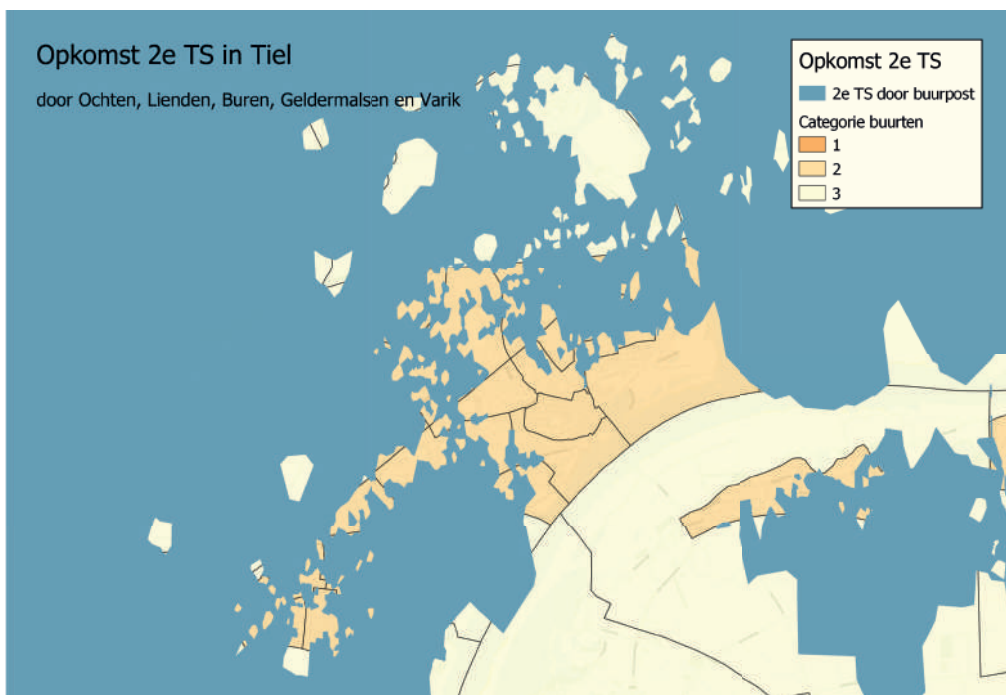 Opkomst 2e TS in Tiel
door Ochten, Lienden, Buren, Geldermalsen en Varik
Opkomst 2e TS
2e TS door buurpost
Categorie buurten
1
2
3